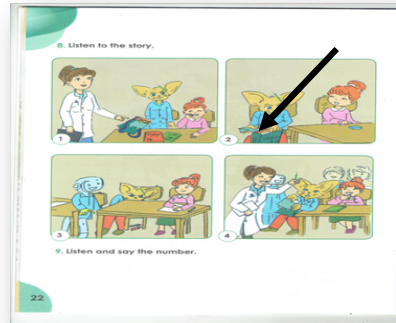 8. Listen to the story.
1
2
3
4
9. Listen and say the number.
22